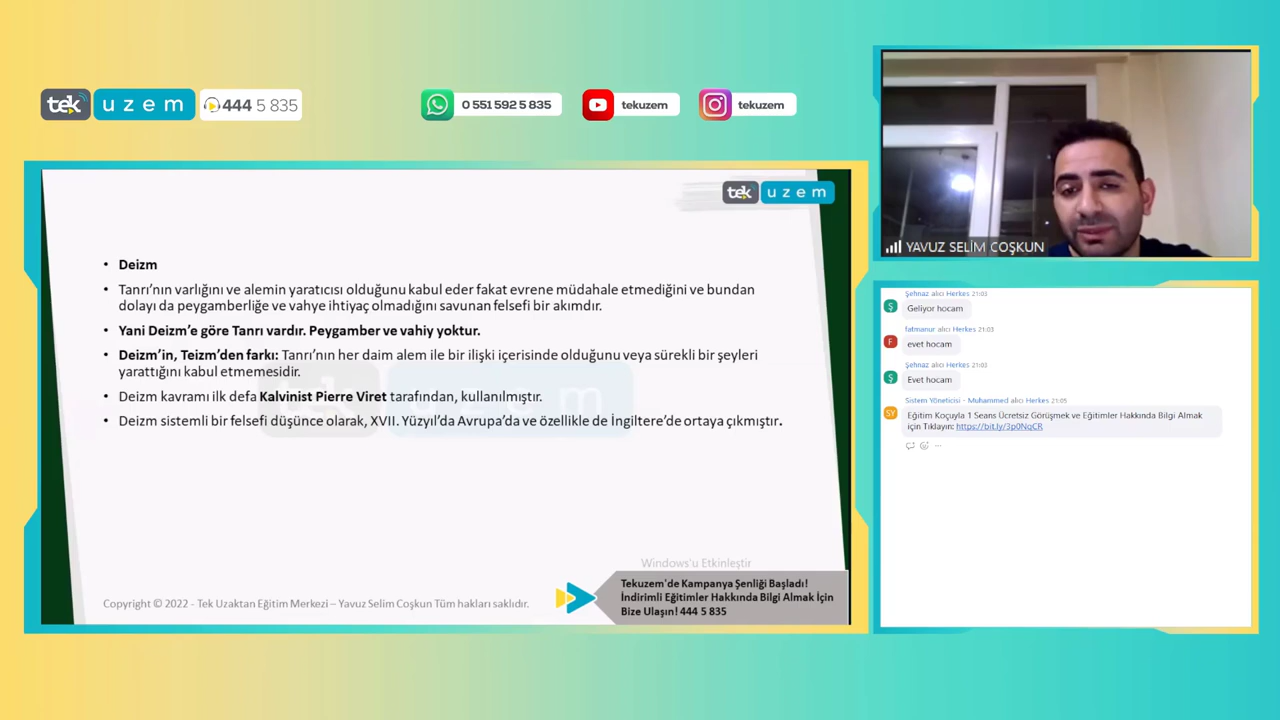 tek uzem 444 5 835
0 551 592 5 835
tekuzem
tekuzem
tek uzem
• Deizm
• Tanrı’nın varlığını ve alemin yaratıcısı olduğunu kabul eder fakat evrene müdahale etmediğini ve bundan
dolayı da peygamberliğe ve vahye ihtiyaç olmadığını savunan felsefi bir akımdır.
• Yani Deizm’e göre Tanrı vardır. Peygamber ve vahiy yoktur.
• Deizm’in, Teizm’den farkı: Tanrı’nın her daim alem ile bir ilişki içerisinde olduğunu veya sürekli bir şeyleri
yarattığını kabul etmemesidir.
• Deizm kavramı ilk defa Kalvinist Pierre Viret tarafından, kullanılmıştır.
• Deizm sistemli bir felsefi düşünce olarak, XVII. Yüzyıl’da Avrupa’da ve özellikle de İngiltere’de ortaya çıkmıştır.
tek uzem
Windows'u Etkinleştir
Copyright © 2022 - Tek Uzaktan Eğitim Merkezi – Yavuz Selim Coşkun Tüm hakları saklıdır.
Tekuzem'de Kampanya Şenliği Başladı!
İndirimli Eğitimler Hakkında Bilgi Almak İçin
Bize Ulaşın! 444 5 835
YAVUZ SELİM COŞKUN
Şehnaz alıcı Herkes 21:03
Ş Geliyor hocam
fatmanur alıcı Herkes 21:03
F evet hocam
Şehnaz alıcı Herkes 21:03
Ş Evet hocam
Sistem Yöneticisi - Muhammed alıcı Herkes 21:05
SY Eğitim Koçuyla 1 Seans Ücretsiz Görüşmek ve Eğitimler Hakkında Bilgi Almak
için Tıklayın: https://bit.ly/3p0NqCR